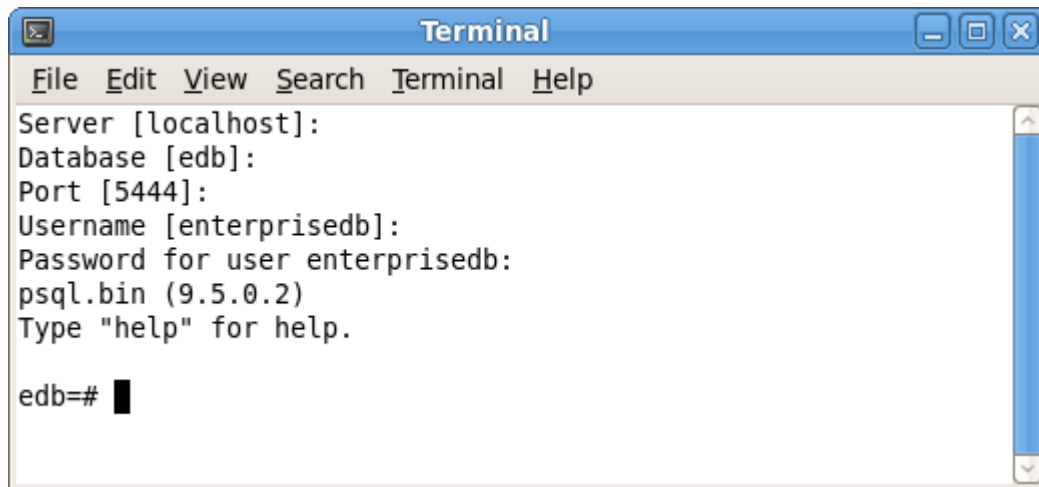 Terminal
File Edit View Search Terminal Help
Server [localhost]:
Database [edb]:
Port [5444]:
Username [enterprisedb]:
Password for user enterprisedb:
psql.bin (9.5.0.2)
Type "help" for help.
edb=#